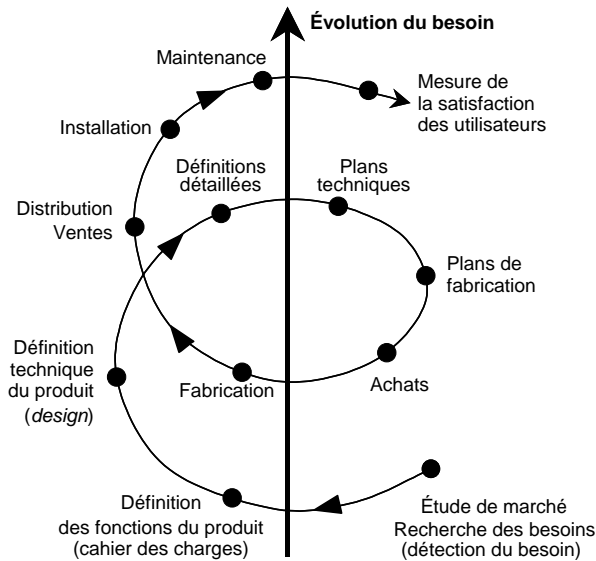 Évolution du besoin
Maintenance
Mesure de
la satisfaction
des utilisateurs
Installation
Définitions
détaillées
Plans
techniques
Distribution
Ventes
Plans de
fabrication
Définition
technique
du produit
(design)
Fabrication
Achats
Définition
des fonctions du produit
(cahier des charges)
Étude de marché
Recherche des besoins
(détection du besoin)